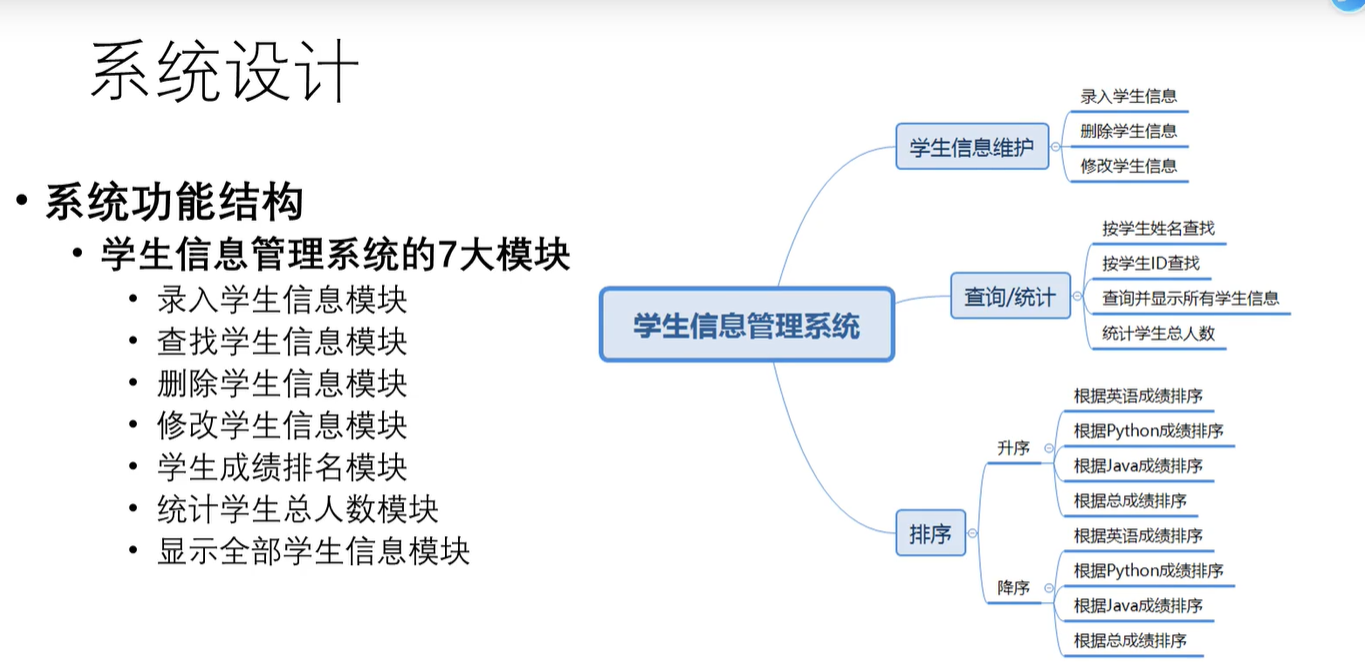 系统设计
• 系统功能结构
• 学生信息管理系统的7大模块
• 录入学生信息模块
• 查找学生信息模块
• 删除学生信息模块
• 修改学生信息模块
• 学生成绩排名模块
• 统计学生总人数模块
• 显示全部学生信息模块
学生信息管理系统
学生信息维护
录入学生信息
删除学生信息
修改学生信息
查询/统计
按学生姓名查找
按学生ID查找
查询并显示所有学生信息
统计学生总人数
排序
升序
根据英语成绩排序
根据Python成绩排序
根据Java成绩排序
根据总成绩排序
降序
根据英语成绩排序
根据Python成绩排序
根据Java成绩排序
根据总成绩排序